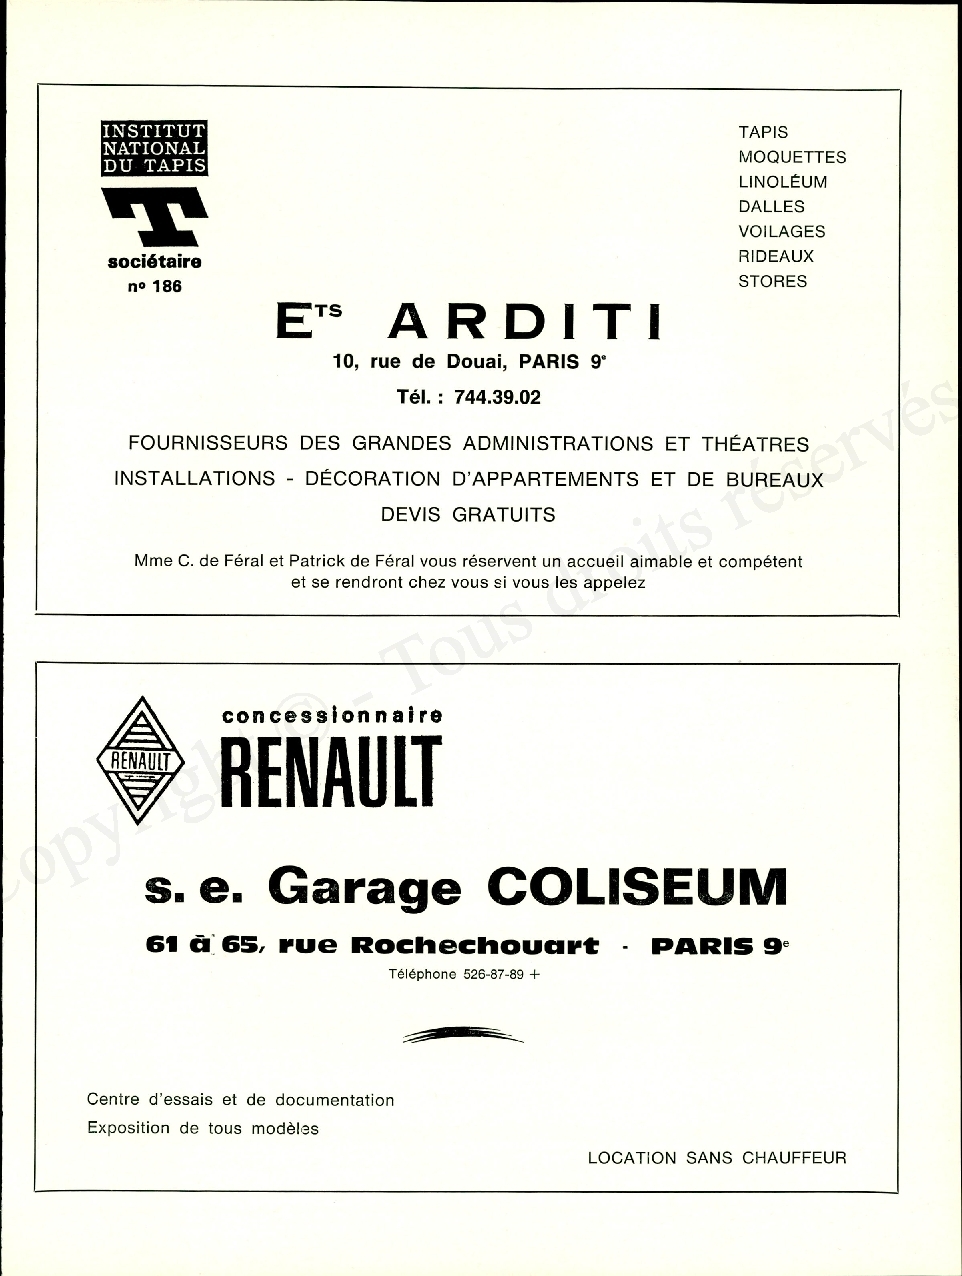 INSTITUT
NATIONAL
DU TAPIS
sociétaire
nº 186
TAPIS
MOQUETTES
LINOLÉUM
DALLES
VOILAGES
RIDEAUX
STORES
ETS ARDITI
10, rue de Douai, PARIS 9e
Tél. : 744.39.02
FOURNISSEURS DES GRANDES ADMINISTRATIONS ET THÉATRES
INSTALLATIONS - DÉCORATION D'APPARTEMENTS ET DE BUREAUX
DEVIS GRATUITS
Mme C. de Féral et Patrick de Féral vous réservent un accueil aimable et compétent
et se rendront chez vous si vous les appelez
concessionnaire
RENAULT
RENAULT
s. e. Garage COLISEUM
61 à 65, rue Rochechouart - PARIS 9e
Téléphone 526-87-89 +
Centre d'essais et de documentation
Exposition de tous modèles
LOCATION SANS CHAUFFEUR
Copyright © - Tous droits réservés